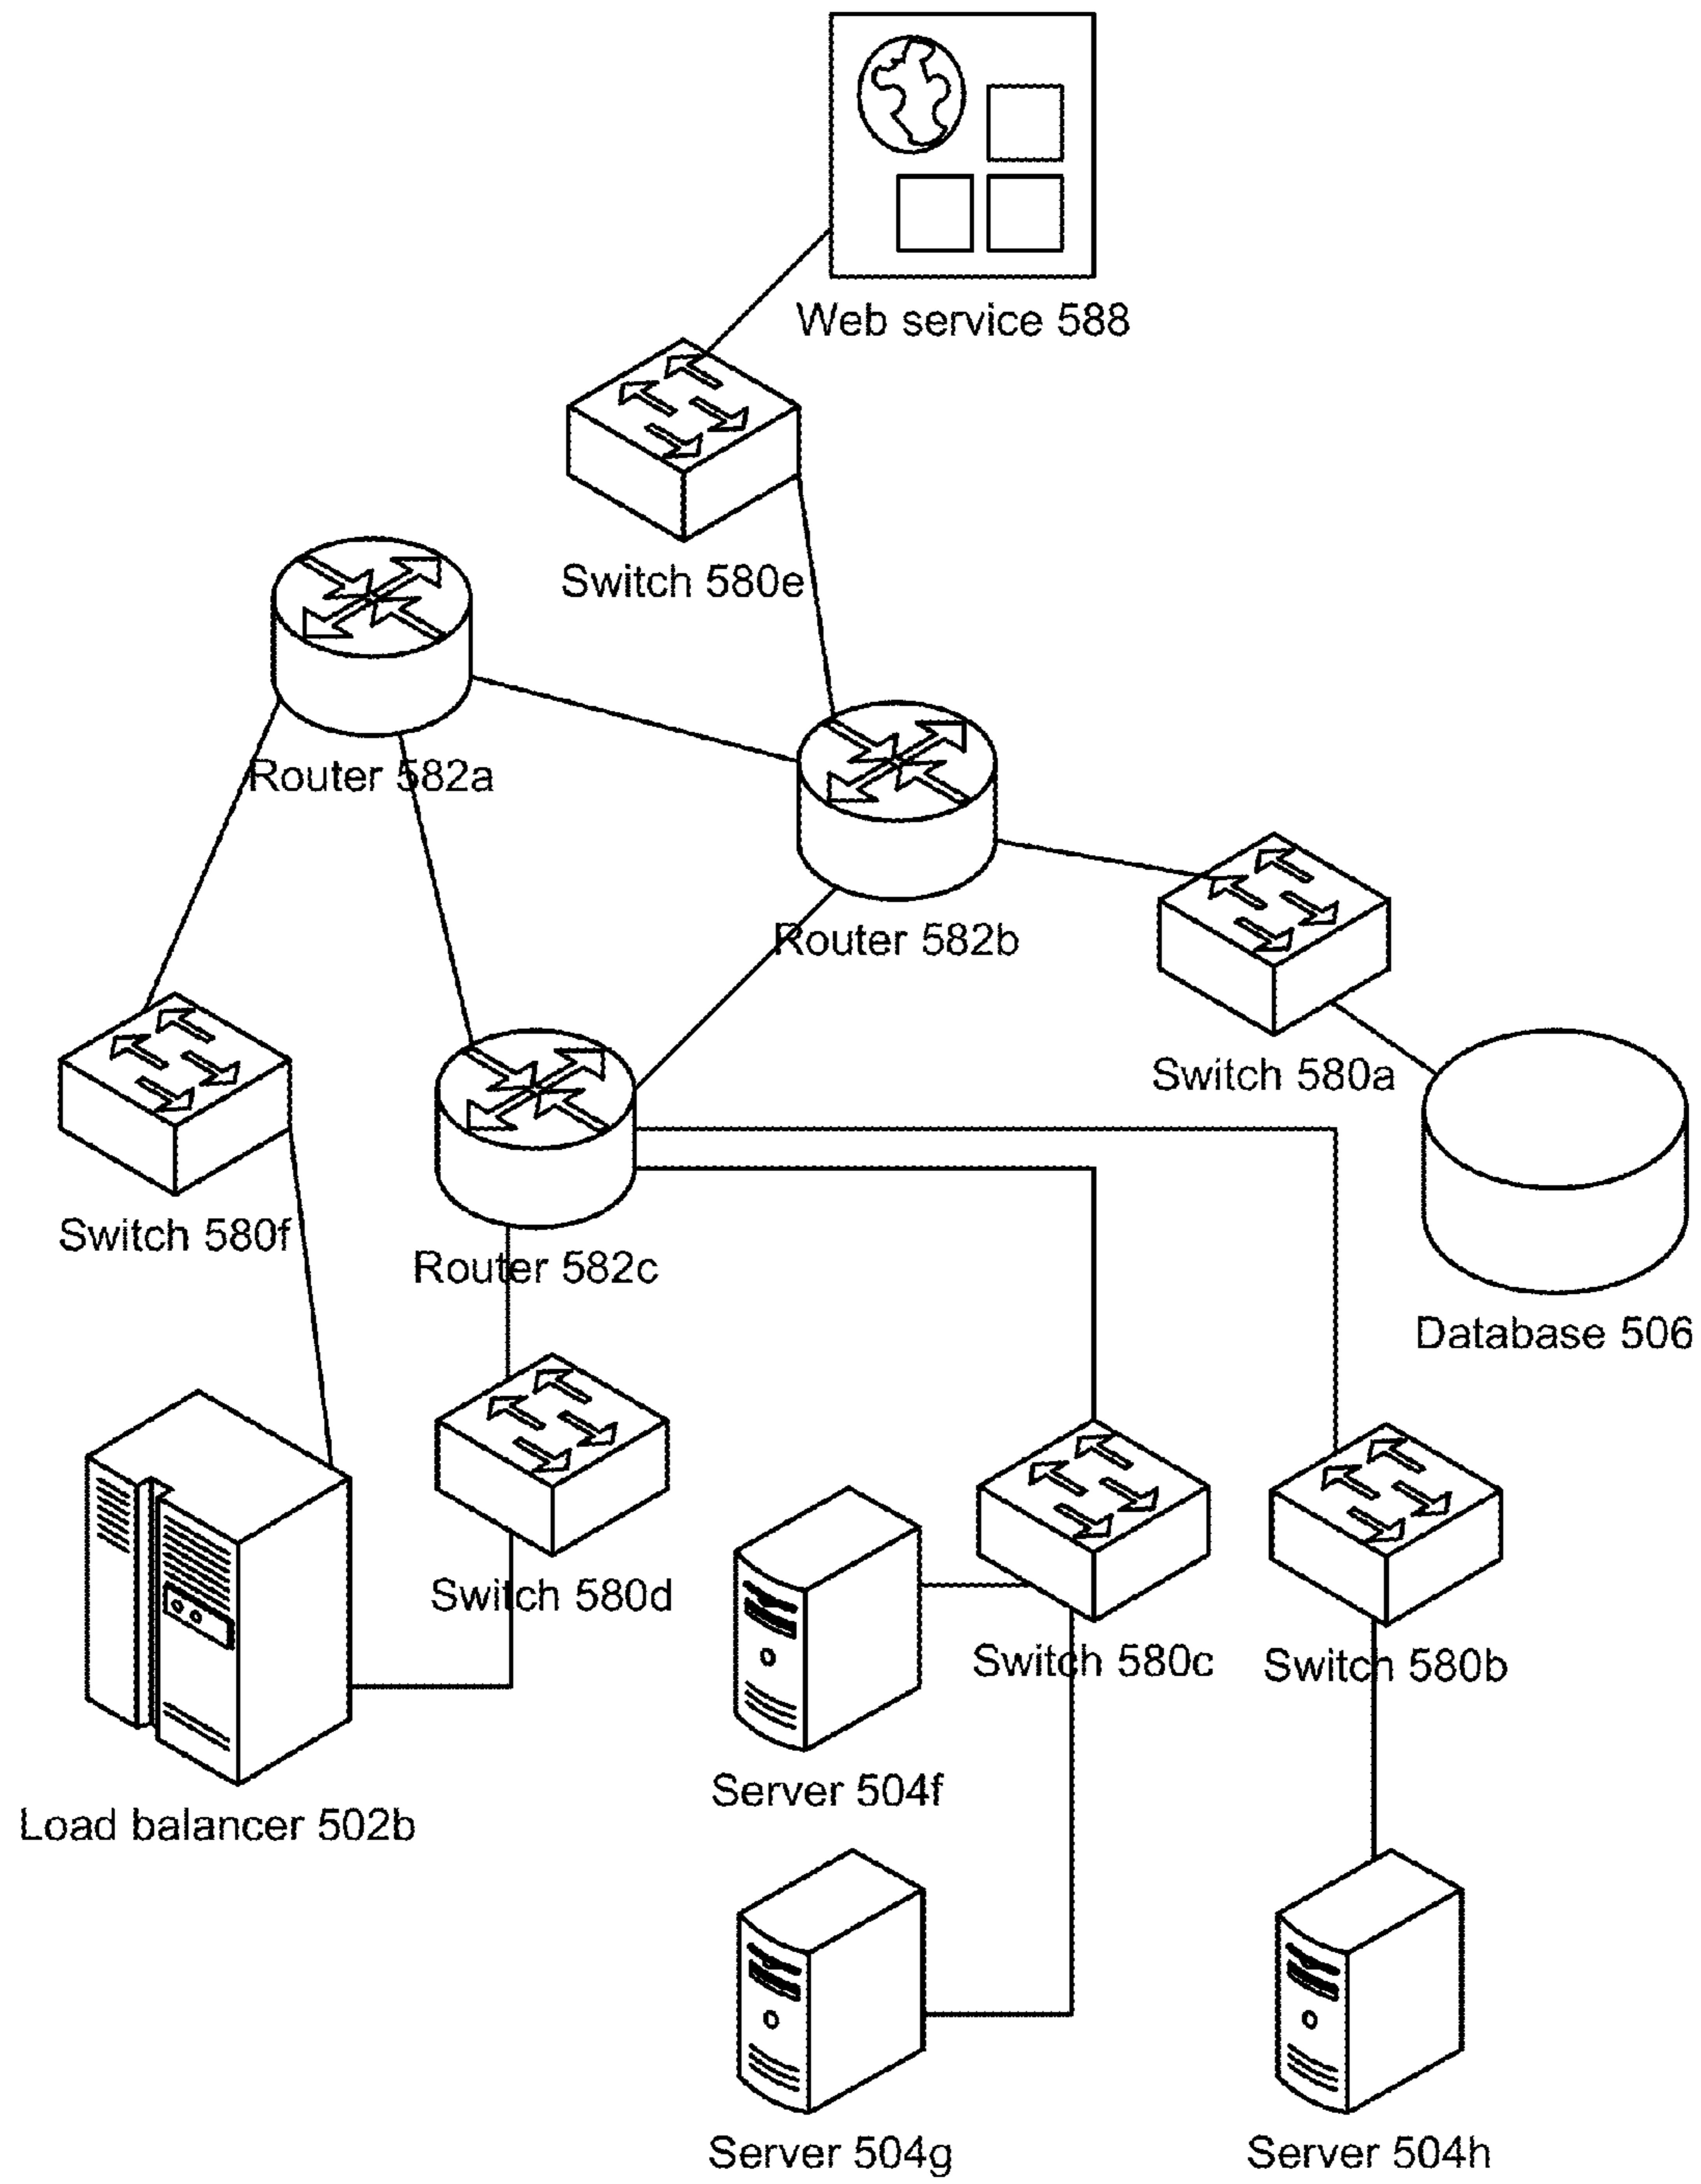 Web service 588
Switch 580e
Router 582a
Router 582b
Switch 580a
Switch 580f
Router 582c
Database 506
Switch 580d
Switch 580c
Switch 580b
Server 504f
Load balancer 502b
Server 504g
Server 504h